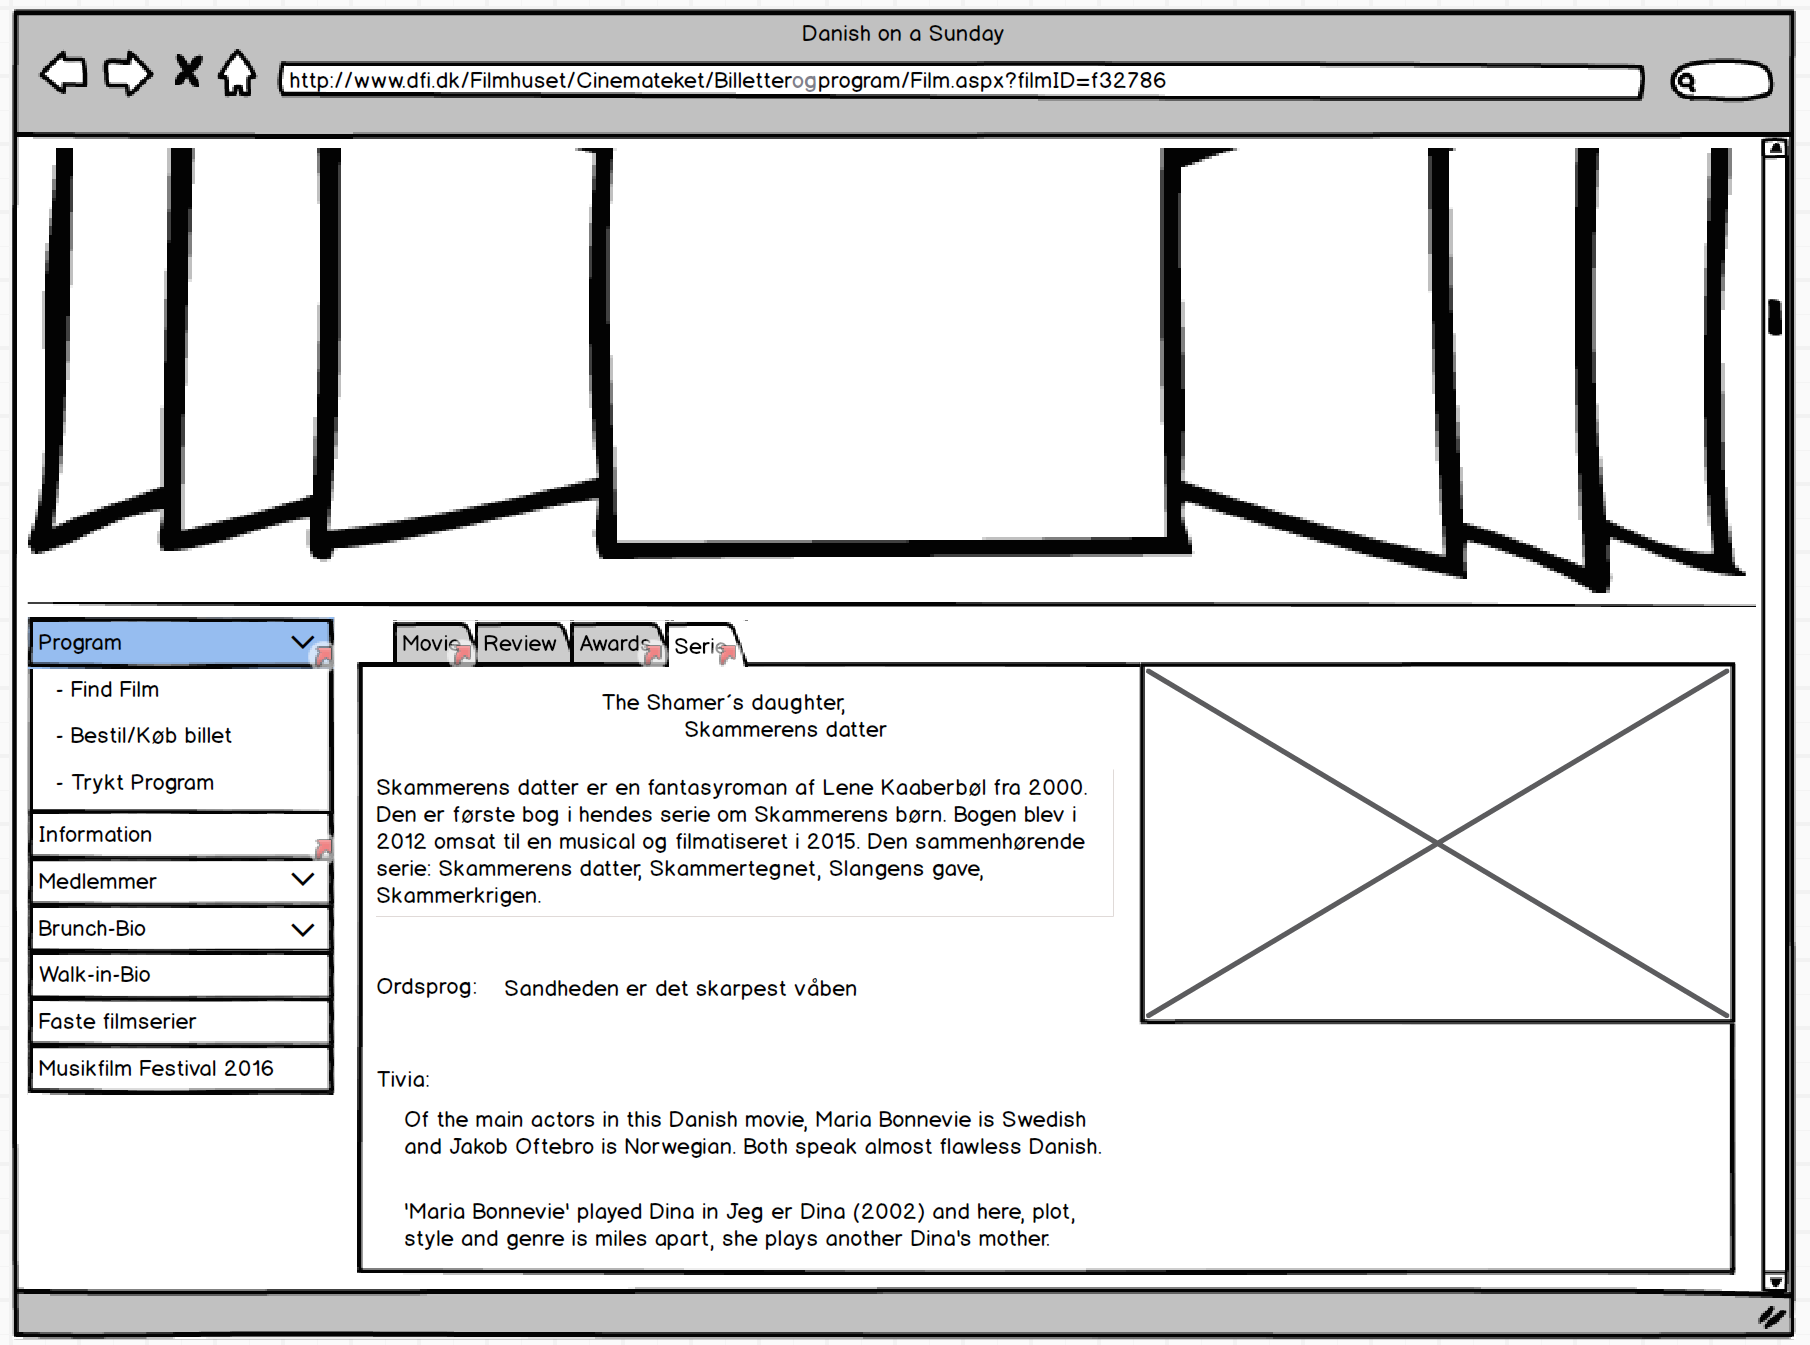 Danish on a Sunday
http://www.dfi.dk/Filmhuset/Cinemateket/Billetterogprogram/Film.aspx?filmID=f32786
Program
- Find Film
- Bestil/Køb billet
- Trykt Program
Information
Medlemmer
Brunch-Bio
Walk-in-Bio
Faste filmserier
Musikfilm Festival 2016
Movie Review Awards Serie
The Shamer´s daughter,
Skammerens datter
Skammerens datter er en fantasyroman af Lene Kaaberbøl fra 2000.
Den er første bog i hendes serie om Skammerens børn. Bogen blev i
2012 omsat til en musical og filmatiseret i 2015. Den sammenhørende
serie: Skammerens datter, Skammertegnet, Slangens gave,
Skammerkrigen.
Ordsprog: Sandheden er det skarpest våben
Tivia:
Of the main actors in this Danish movie, Maria Bonnevie is Swedish
and Jakob Oftebro is Norwegian. Both speak almost flawless Danish.
'Maria Bonnevie' played Dina in Jeg er Dina (2002) and here, plot,
style and genre is miles apart, she plays another Dina's mother.